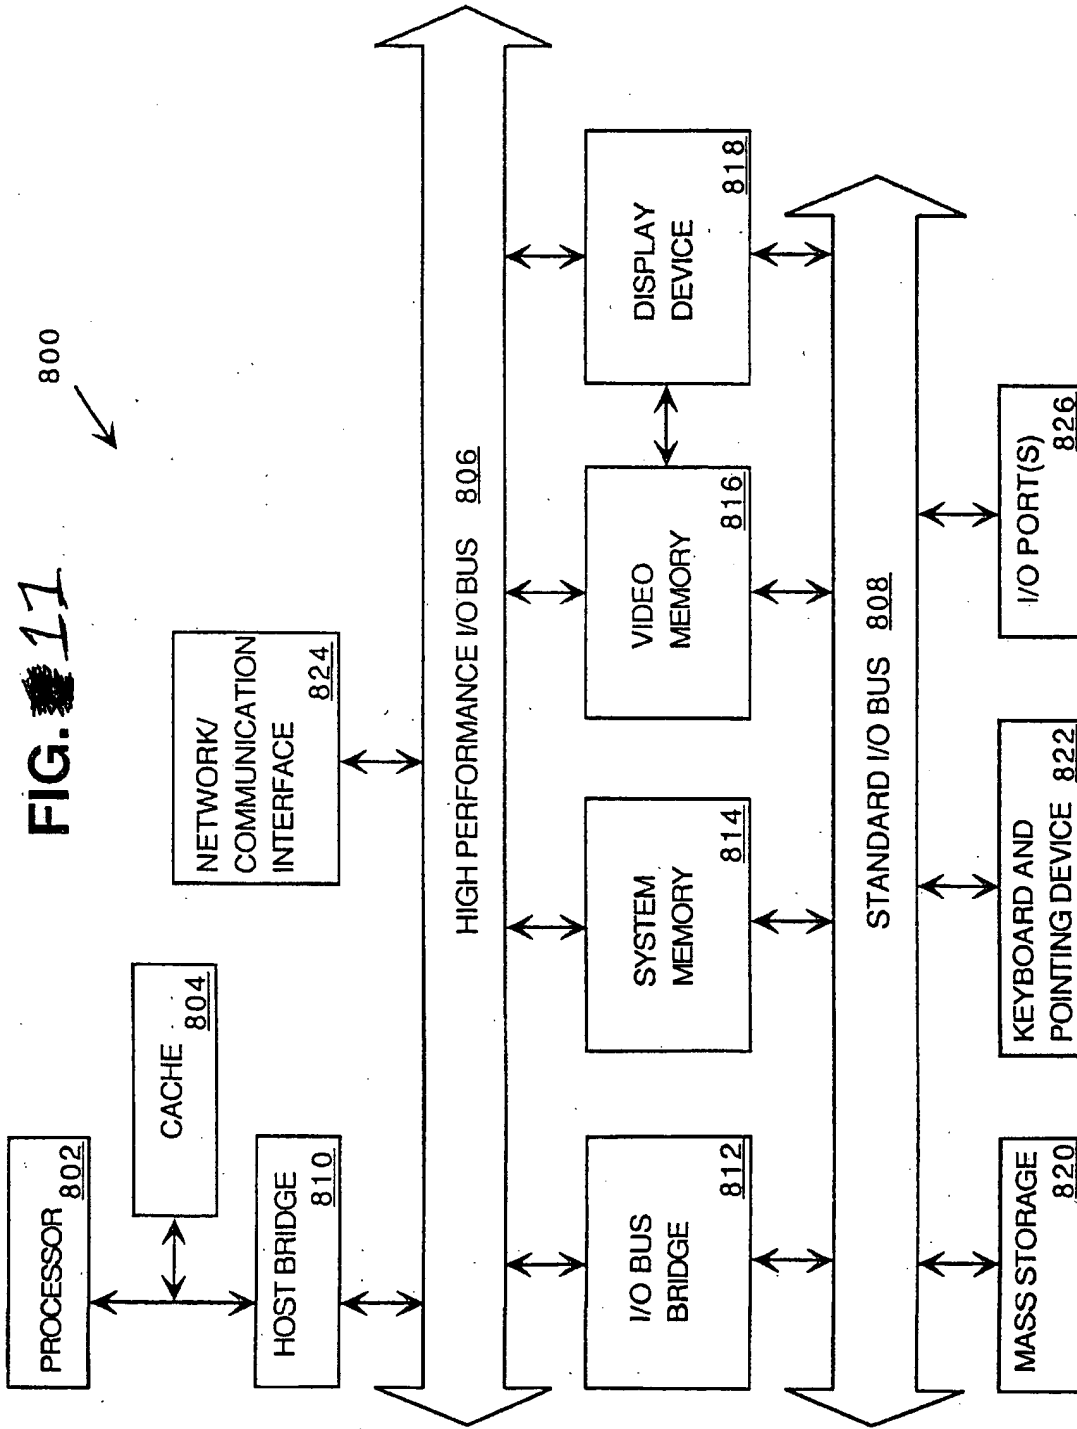 FIG. 11
800
PROCESSOR
802
CACHE
804
HOST BRIDGE
810
NETWORK/
COMMUNICATION
INTERFACE
824
HIGH PERFORMANCE I/O BUS 806
I/O BUS
BRIDGE
812
SYSTEM
MEMORY
814
VIDEO
MEMORY
816
DISPLAY
DEVICE
818
STANDARD I/O BUS 808
MASS STORAGE
820
KEYBOARD AND
POINTING DEVICE 822
I/O PORT(S)
826